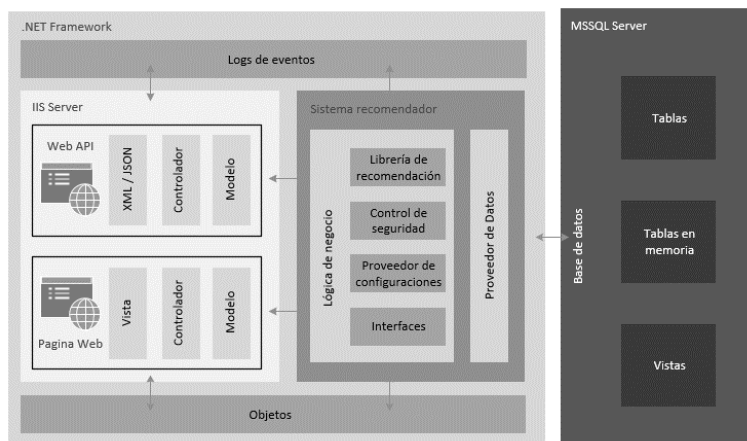 .NET Framework
Logs de eventos
IIS Server
Web API
XML / JSON
Controlador
Modelo
Pagina Web
Vista
Controlador
Modelo
Sistema recomendador
Lógica de negocio
Librería de
recomendación
Control de
seguridad
Proveedor de
configuraciones
Interfaces
Proveedor de Datos
Objetos
MSSQL Server
Base de datos
Tablas
Tablas en
memoria
Vistas